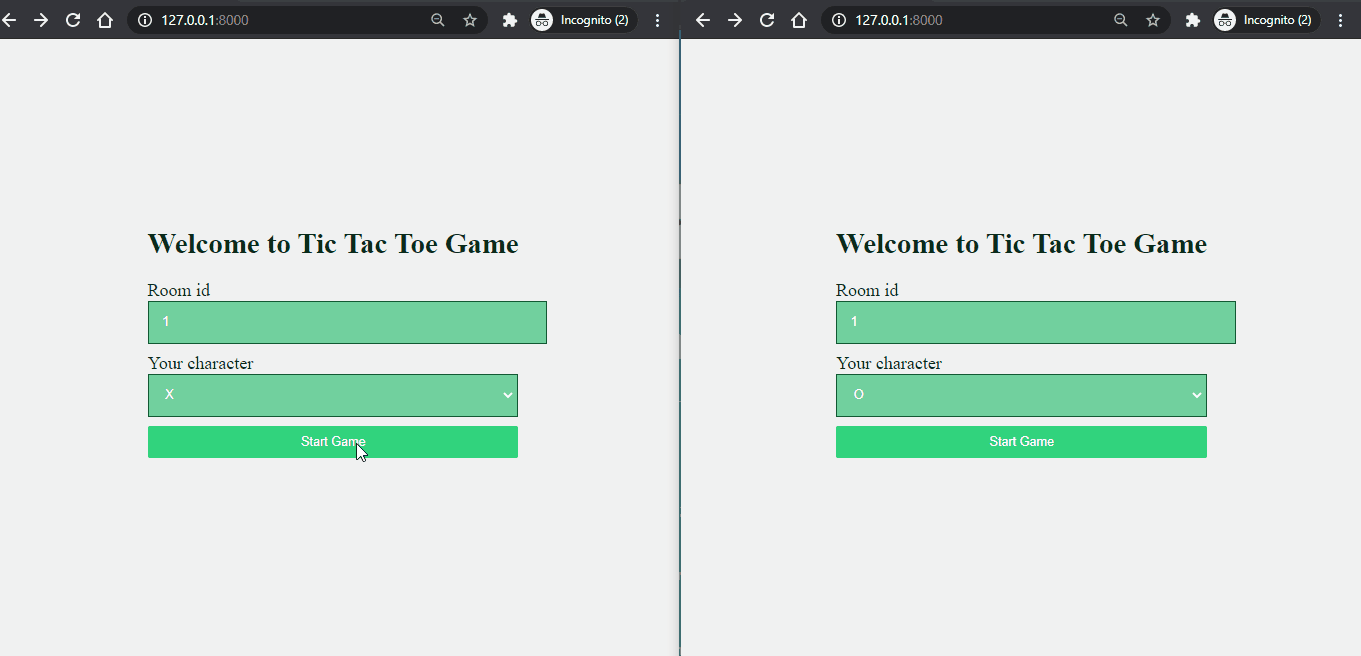 127.0.0.1:8000
Incognito (2)
Welcome to Tic Tac Toe Game
Room id
1
Your character
X
Start Game
127.0.0.1:8000
Incognito (2)
Welcome to Tic Tac Toe Game
Room id
1
Your character
O
Start Game